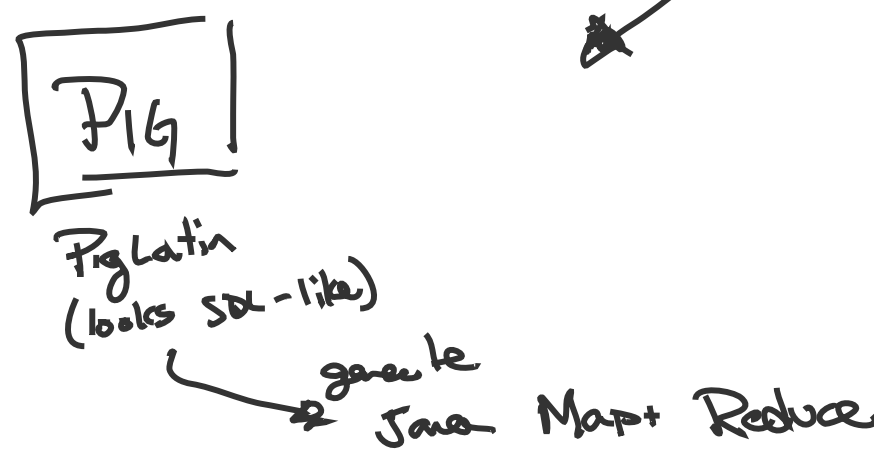 PIG
PigLatin
(looks SQL-like)
generate
Java Map+ Reduce